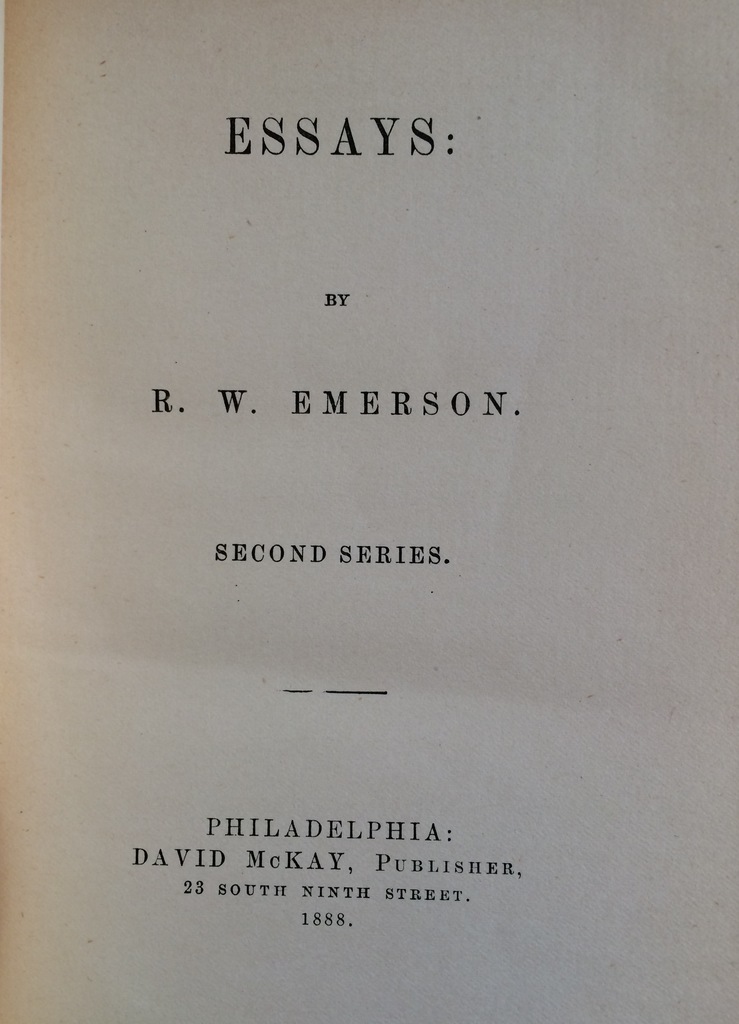 ESSAYS:
BY
R. W. EMERSON.
SECOND SERIES.
PHILADELPHIA:
DAVID McKAY, PUBLISHER,
23 SOUTH NINTH STREET.
1888.